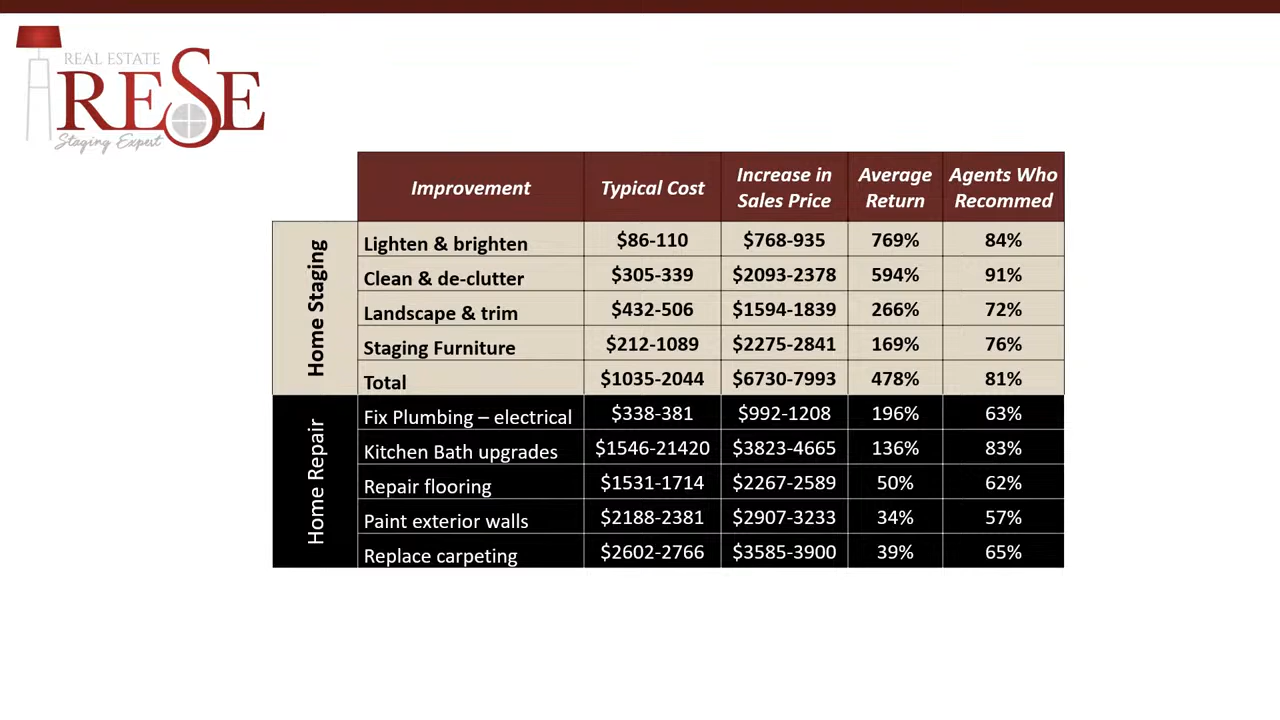 REAL ESTATE
RESE
Staging Expert
Improvement Typical Cost Increase in Sales Price Average Return Agents Who Recommed
Home Staging
Lighten & brighten $86-110 $768-935 769% 84%
Clean & de-clutter $305-339 $2093-2378 594% 91%
Landscape & trim $432-506 $1594-1839 266% 72%
Staging Furniture $212-1089 $2275-2841 169% 76%
Total $1035-2044 $6730-7993 478% 81%
Home Repair
Fix Plumbing – electrical $338-381 $992-1208 196% 63%
Kitchen Bath upgrades $1546-21420 $3823-4665 136% 83%
Repair flooring $1531-1714 $2267-2589 50% 62%
Paint exterior walls $2188-2381 $2907-3233 34% 57%
Replace carpeting $2602-2766 $3585-3900 39% 65%